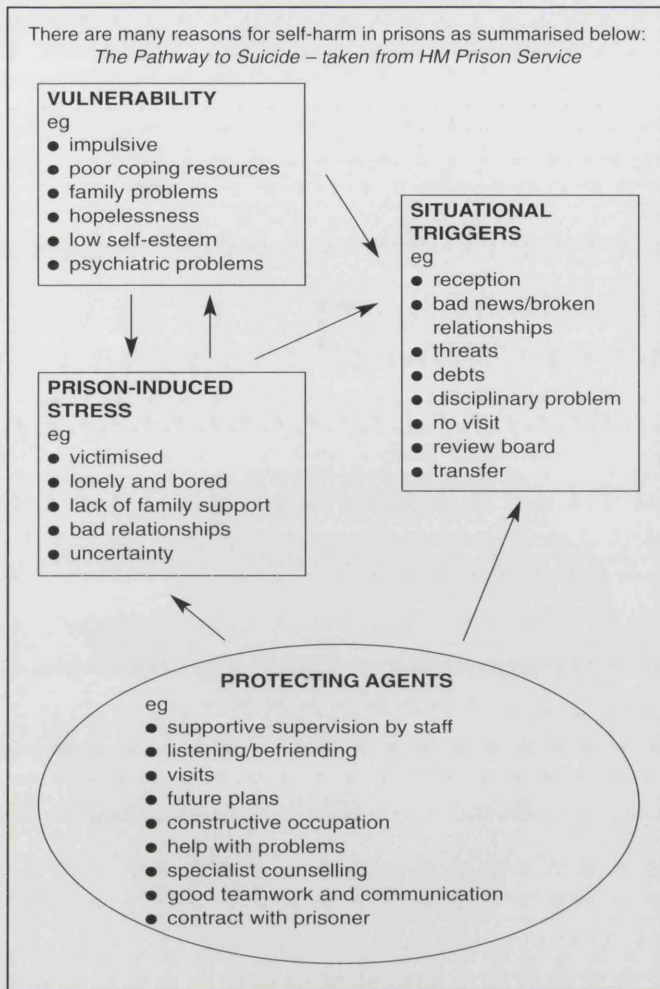 There are many reasons for self-harm in prisons as summarised below:
The Pathway to Suicide – taken from HM Prison Service
VULNERABILITY
eg
● impulsive
● poor coping resources
● family problems
● hopelessness
● low self-esteem
● psychiatric problems
SITUATIONAL
TRIGGERS
eg
● reception
● bad news/broken
relationships
● threats
● debts
● disciplinary problem
● no visit
● review board
● transfer
PRISON-INDUCED
STRESS
eg
● victimised
● lonely and bored
● lack of family support
● bad relationships
● uncertainty
PROTECTING AGENTS
eg
● supportive supervision by staff
● listening/befriending
● visits
● future plans
● constructive occupation
● help with problems
● specialist counselling
● good teamwork and communication
● contract with prisoner